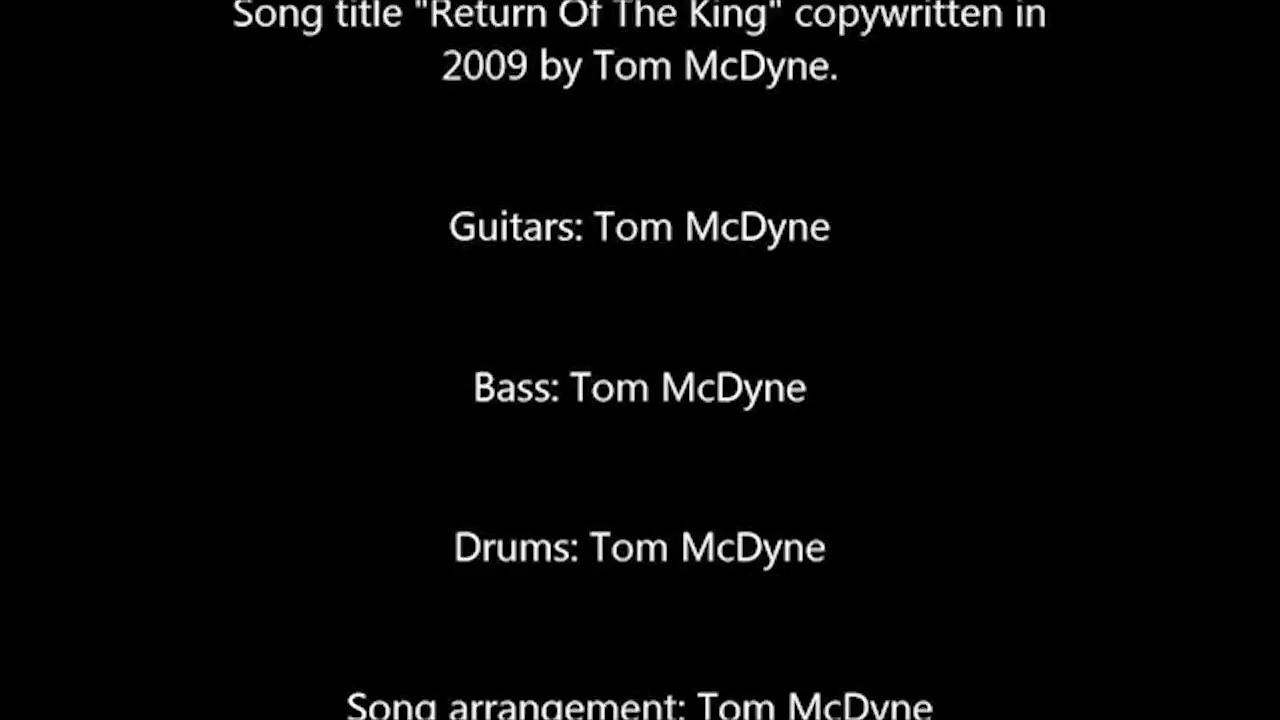 Song title "Return Of The King" copywritten in
2009 by Tom McDyne.
Guitars: Tom McDyne
Bass: Tom McDyne
Drums: Tom McDyne
Song arrangement: Tom McDyne